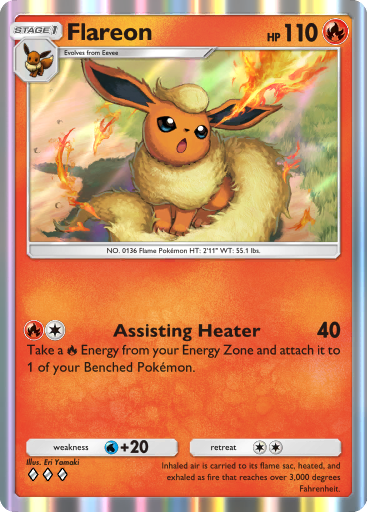 STAGE 1 Flareon HP 110
Evolves from Eevee
NO. 0136 Flame Pokémon HT: 2'11" WT: 55.1 lbs.
Assisting Heater 40
Take a Energy from your Energy Zone and attach it to
1 of your Benched Pokémon.
weakness +20 retreat
Illus. Eri Yamaki
Inhaled air is carried to its flame sac, heated, and
exhaled as fire that reaches over 3,000 degrees
Fahrenheit.